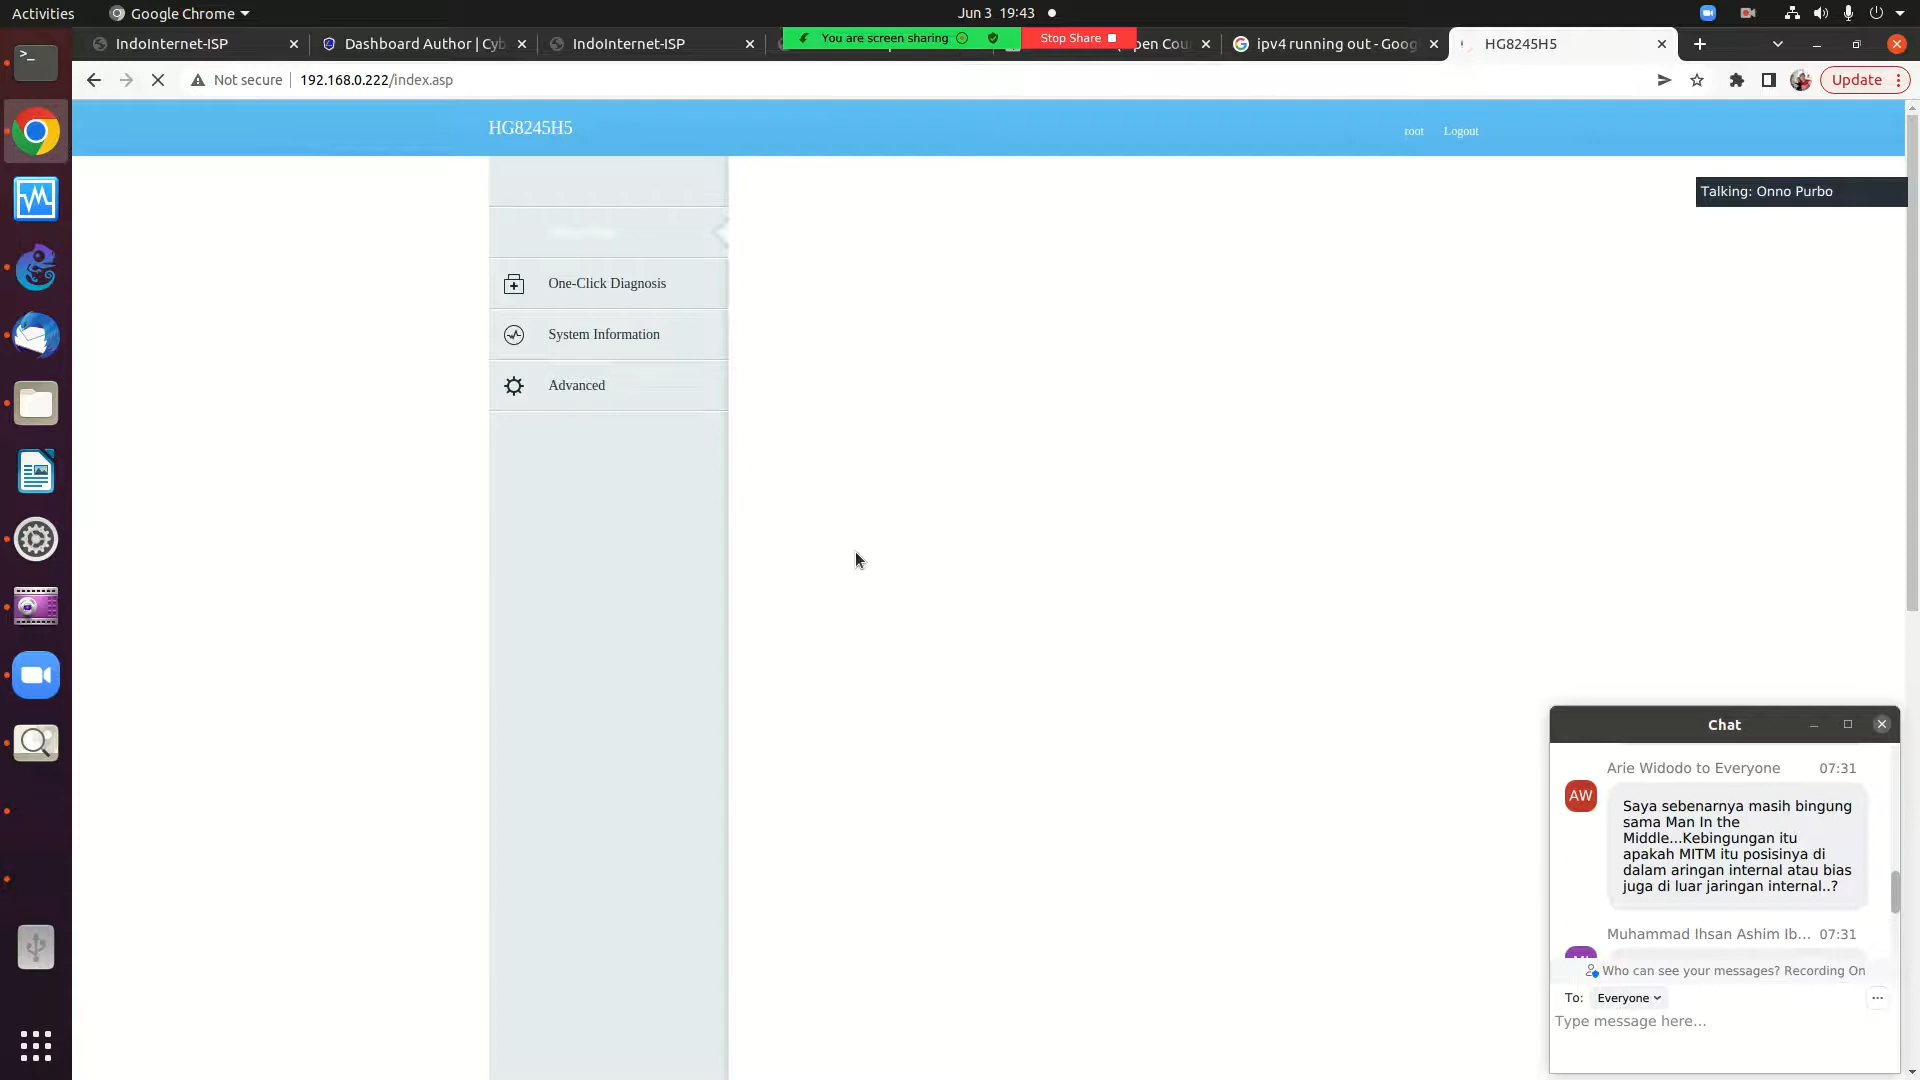 Activities
Google Chrome
Jun 3 19:43
IndoInternet-ISP
Dashboard Author | Cyb
IndoInternet-ISP
You are screen sharing
Stop Share
pen Cou
ipv4 running out - Goog
HG8245H5
Not secure
192.168.0.222/index.asp
Update
HG8245H5
root
Logout
Talking: Onno Purbo
One-Click Diagnosis
System Information
Advanced
Chat
Arie Widodo to Everyone
07:31
AW
Saya sebenarnya masih bingung
sama Man In the
Middle...Kebingungan itu
apakah MITM itu posisinya di
dalam aringan internal atau bias
juga di luar jaringan internal..?
Muhammad Ihsan Ashim Ib...
07:31
Who can see your messages? Recording On
To:
Everyone
Type message here...